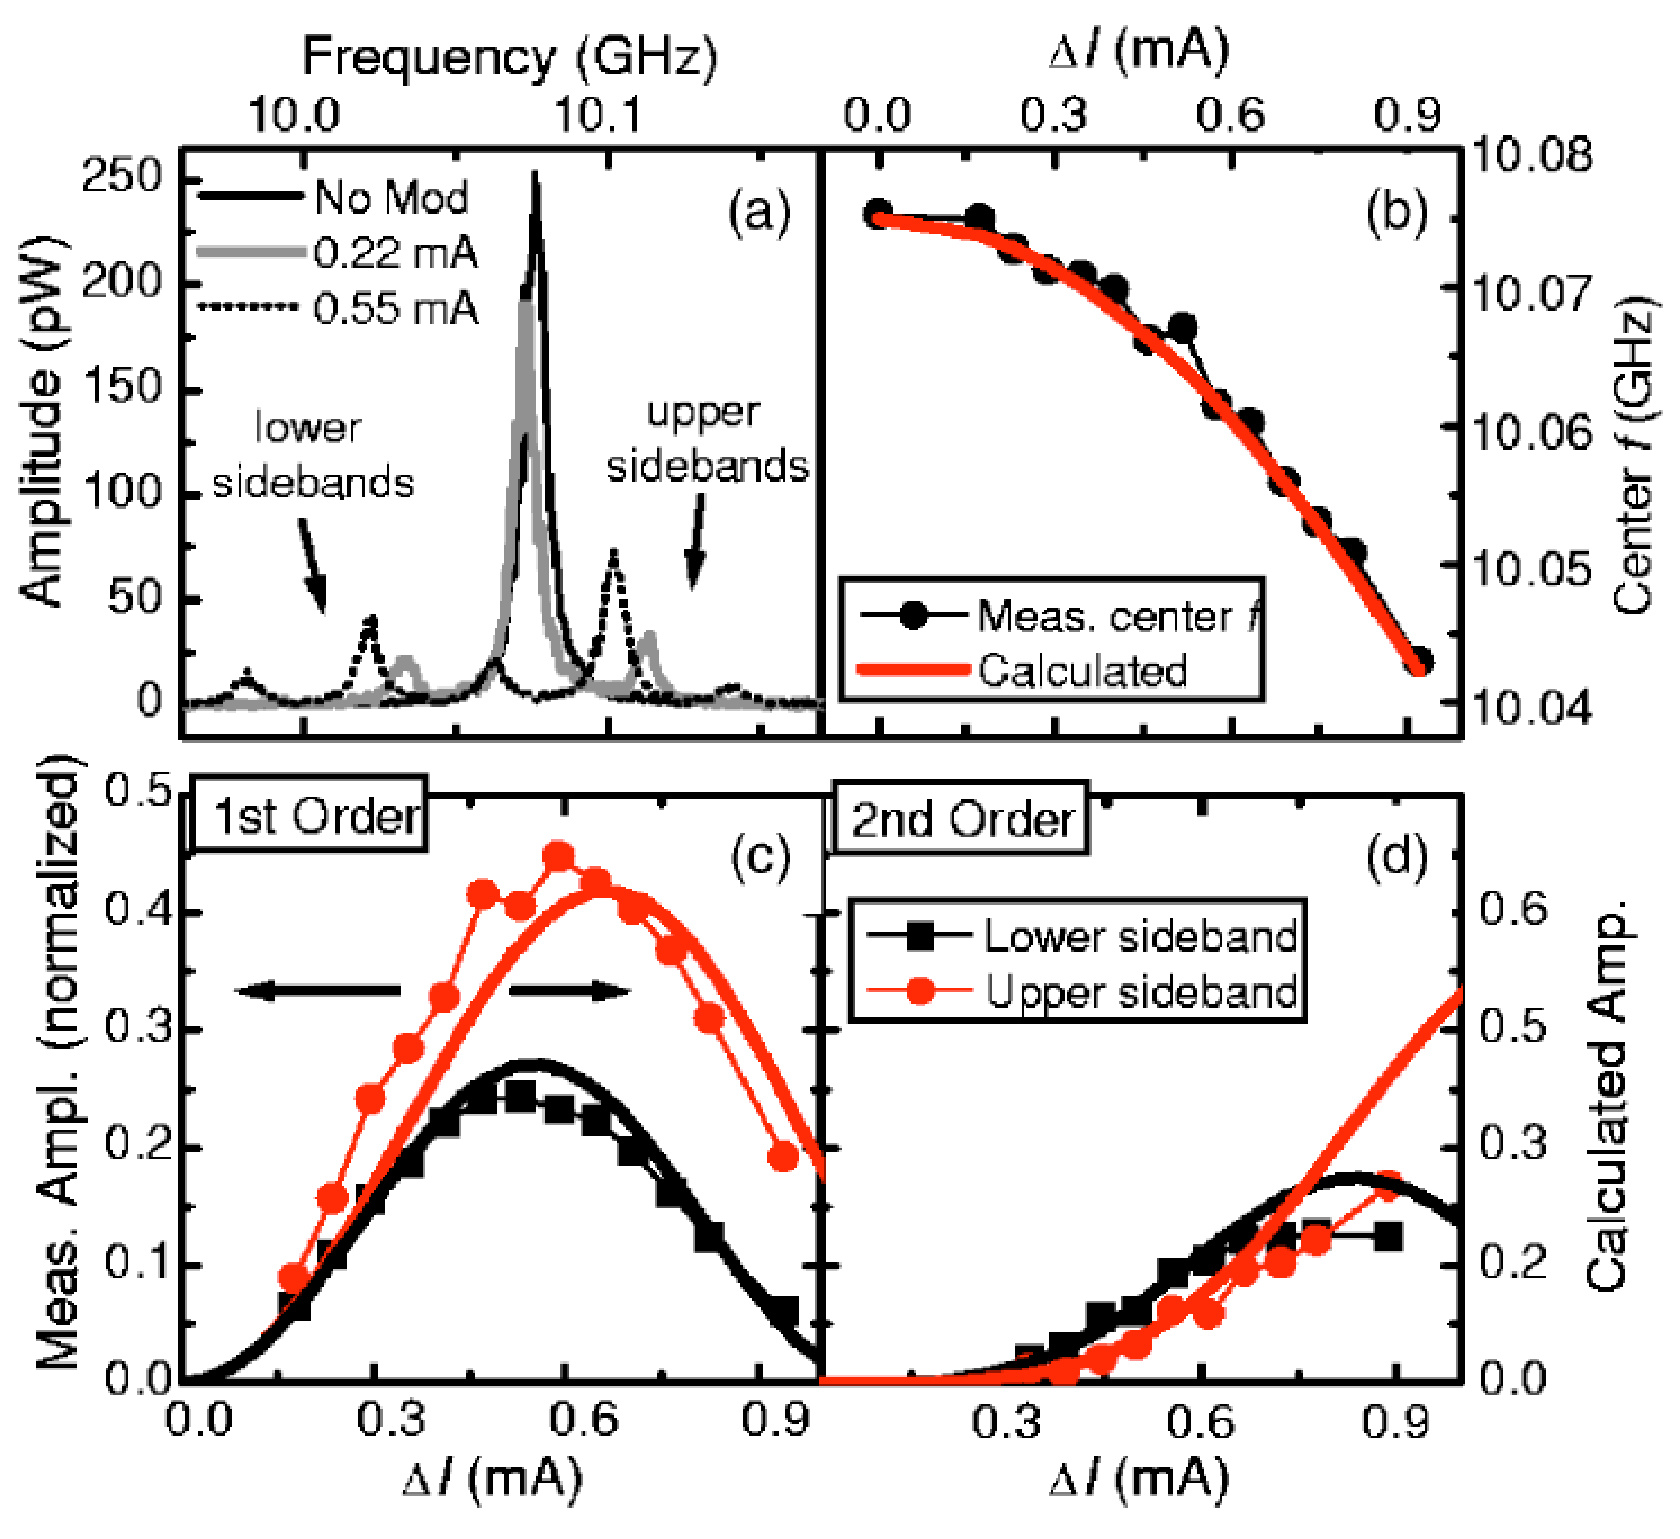 Frequency (GHz)
10.0 10.1
Δ I (mA)
0.0 0.3 0.6 0.9
Amplitude (pW)
250
200
150
100
50
0
No Mod
0.22 mA
0.55 mA
(a)
lower
sidebands
upper
sidebands
(b)
Meas. center f
Calculated
10.08
10.07
10.06
10.05
10.04
Center f (GHz)
Meas. Ampl. (normalized)
0.5
0.4
0.3
0.2
0.1
0.0
1st Order
(c)
0.0 0.3 0.6 0.9
Δ I (mA)
2nd Order
(d)
Lower sideband
Upper sideband
0.6
0.5
0.3
0.2
0.0
Calculated Amp.
0.3 0.6 0.9
Δ I (mA)